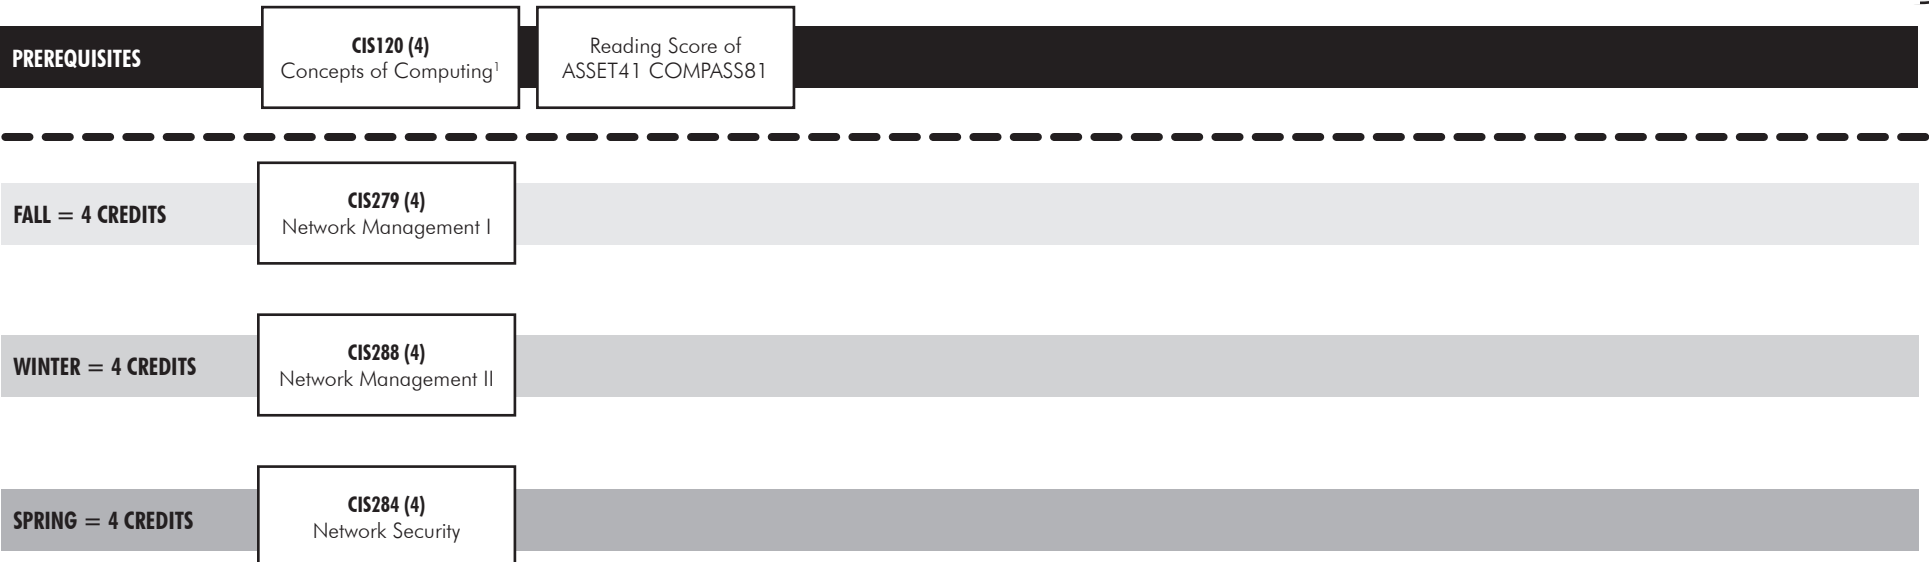 PREREQUISITES
CIS120 (4)
Concepts of Computing¹
Reading Score of
ASSET41 COMPASS81
FALL = 4 CREDITS
CIS279 (4)
Network Management I
WINTER = 4 CREDITS
CIS288 (4)
Network Management II
SPRING = 4 CREDITS
CIS284 (4)
Network Security